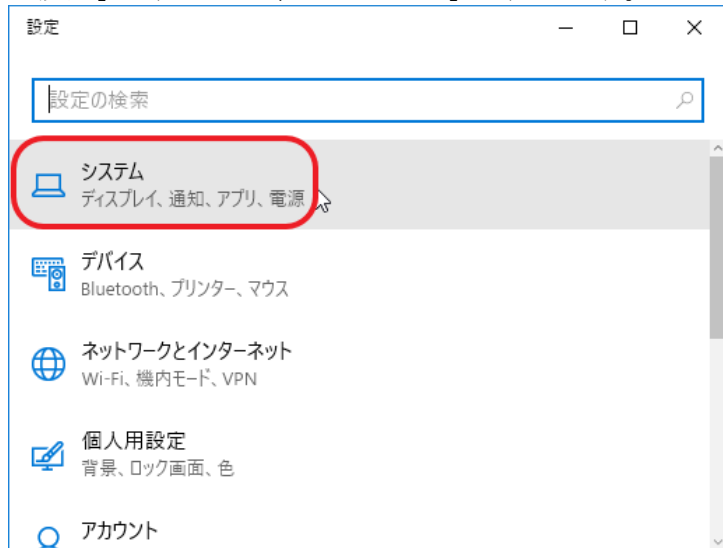 設定
設定の検索
システム
ディスプレイ、通知、アプリ、電源
デバイス
Bluetooth、プリンター、マウス
ネットワークとインターネット
Wi-Fi、機内モード、VPN
個人用設定
背景、ロック画面、色
アカウント